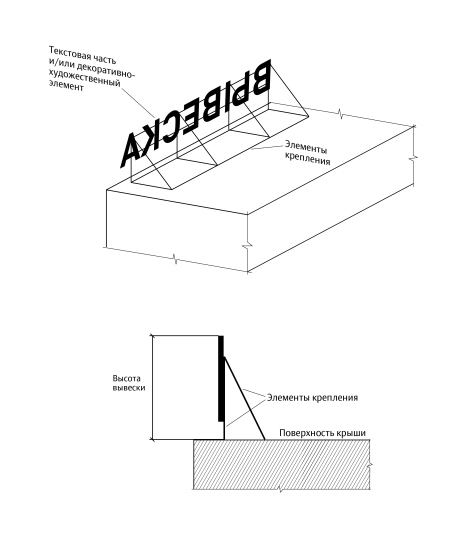 Текстовая часть
и/или декоративно-
художественный
элемент
ВЫВЕСКА
Элементы
крепления
Высота
вывески
Элементы крепления
Поверхность крыши